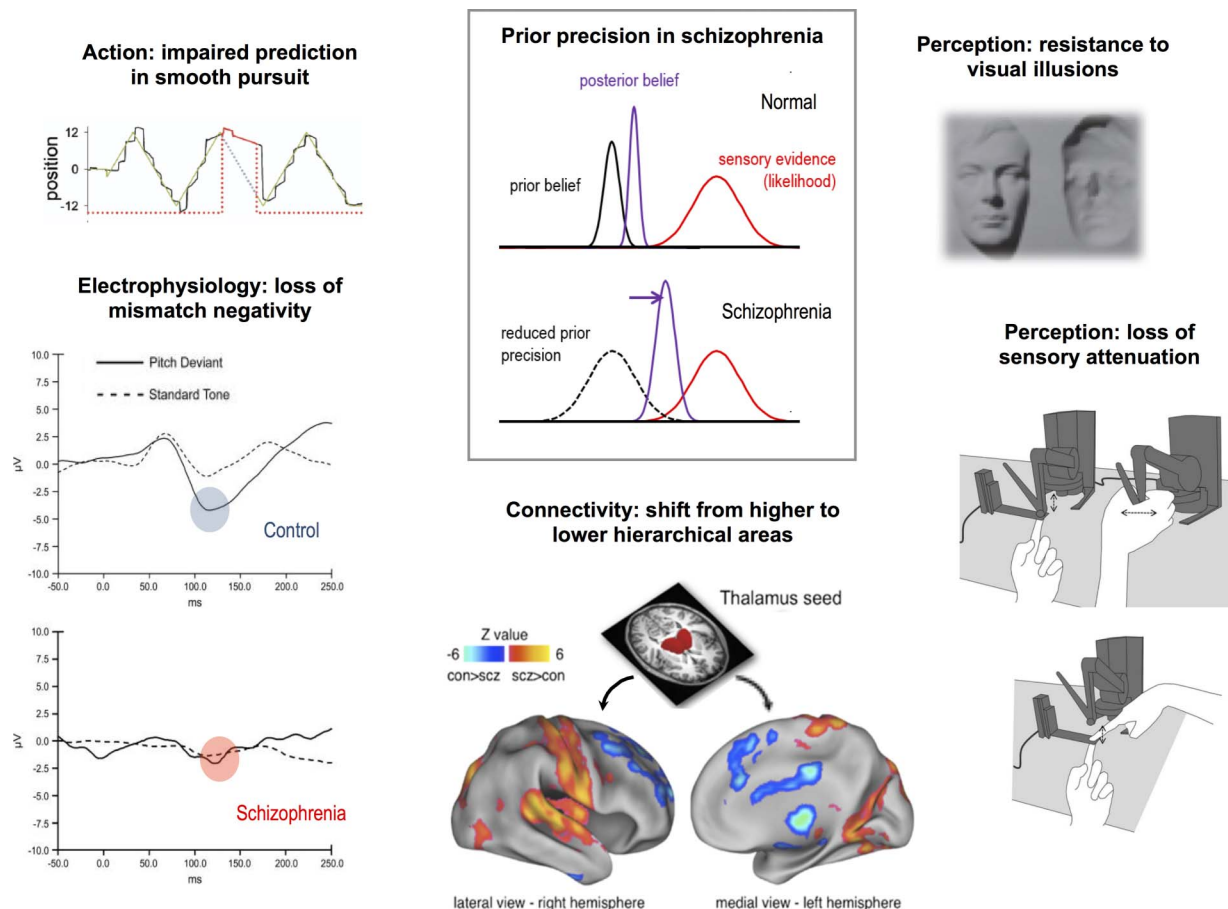 Action: impaired prediction
in smooth pursuit
12
0
-12
position
Electrophysiology: loss of
mismatch negativity
10.0
7.5
5.0
2.5
0.0
-2.5
-5.0
-7.5
-10.0
µV
Pitch Deviant
Standard Tone
Control
-50.0 0.0 50.0 100.0 150.0 200.0 250.0
ms
10.0
7.5
5.0
2.5
0.0
-2.5
-5.0
-7.5
-10.0
µV
Schizophrenia
-50.0 0.0 50.0 100.0 150.0 200.0 250.0
ms
Prior precision in schizophrenia
posterior belief
Normal
sensory evidence
(likelihood)
prior belief
Schizophrenia
reduced prior
precision
Connectivity: shift from higher to
lower hierarchical areas
Thalamus seed
Z value
-6 6
con>scz scz>con
lateral view - right hemisphere
medial view - left hemisphere
Perception: resistance to
visual illusions
Perception: loss of
sensory attenuation